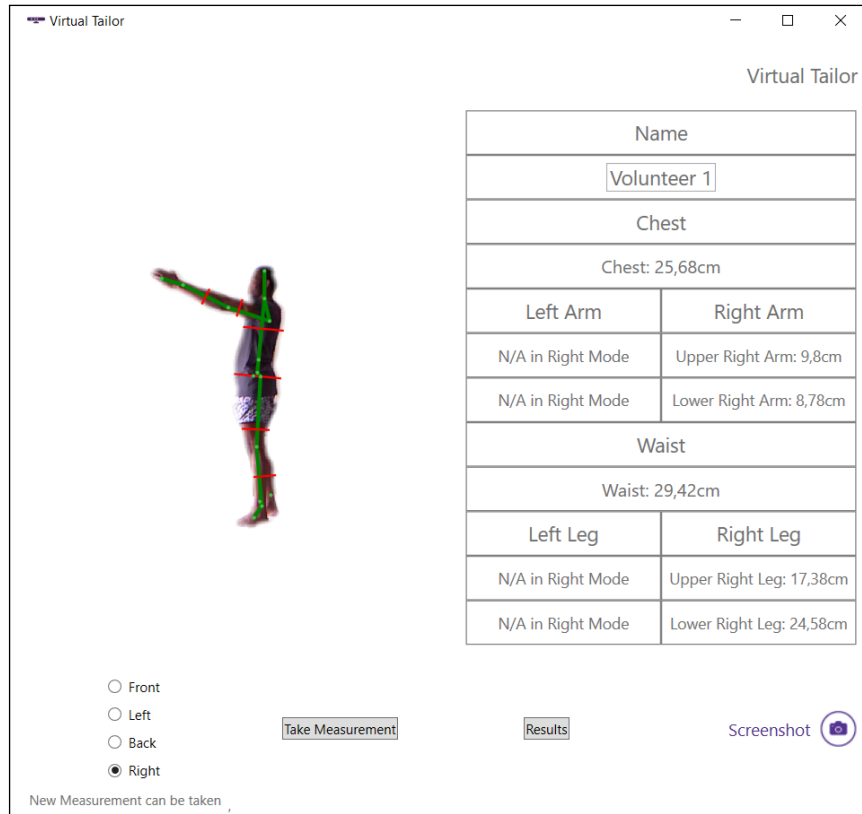 Virtual Tailor
Virtual Tailor
Name
Volunteer 1
Chest
Chest: 25,68cm
Left Arm Right Arm
N/A in Right Mode Upper Right Arm: 9,8cm
N/A in Right Mode Lower Right Arm: 8,78cm
Waist
Waist: 29,42cm
Left Leg Right Leg
N/A in Right Mode Upper Right Leg: 17,38cm
N/A in Right Mode Lower Right Leg: 24,58cm
Front
Left
Back
Right
Take Measurement
Results
Screenshot
New Measurement can be taken ,